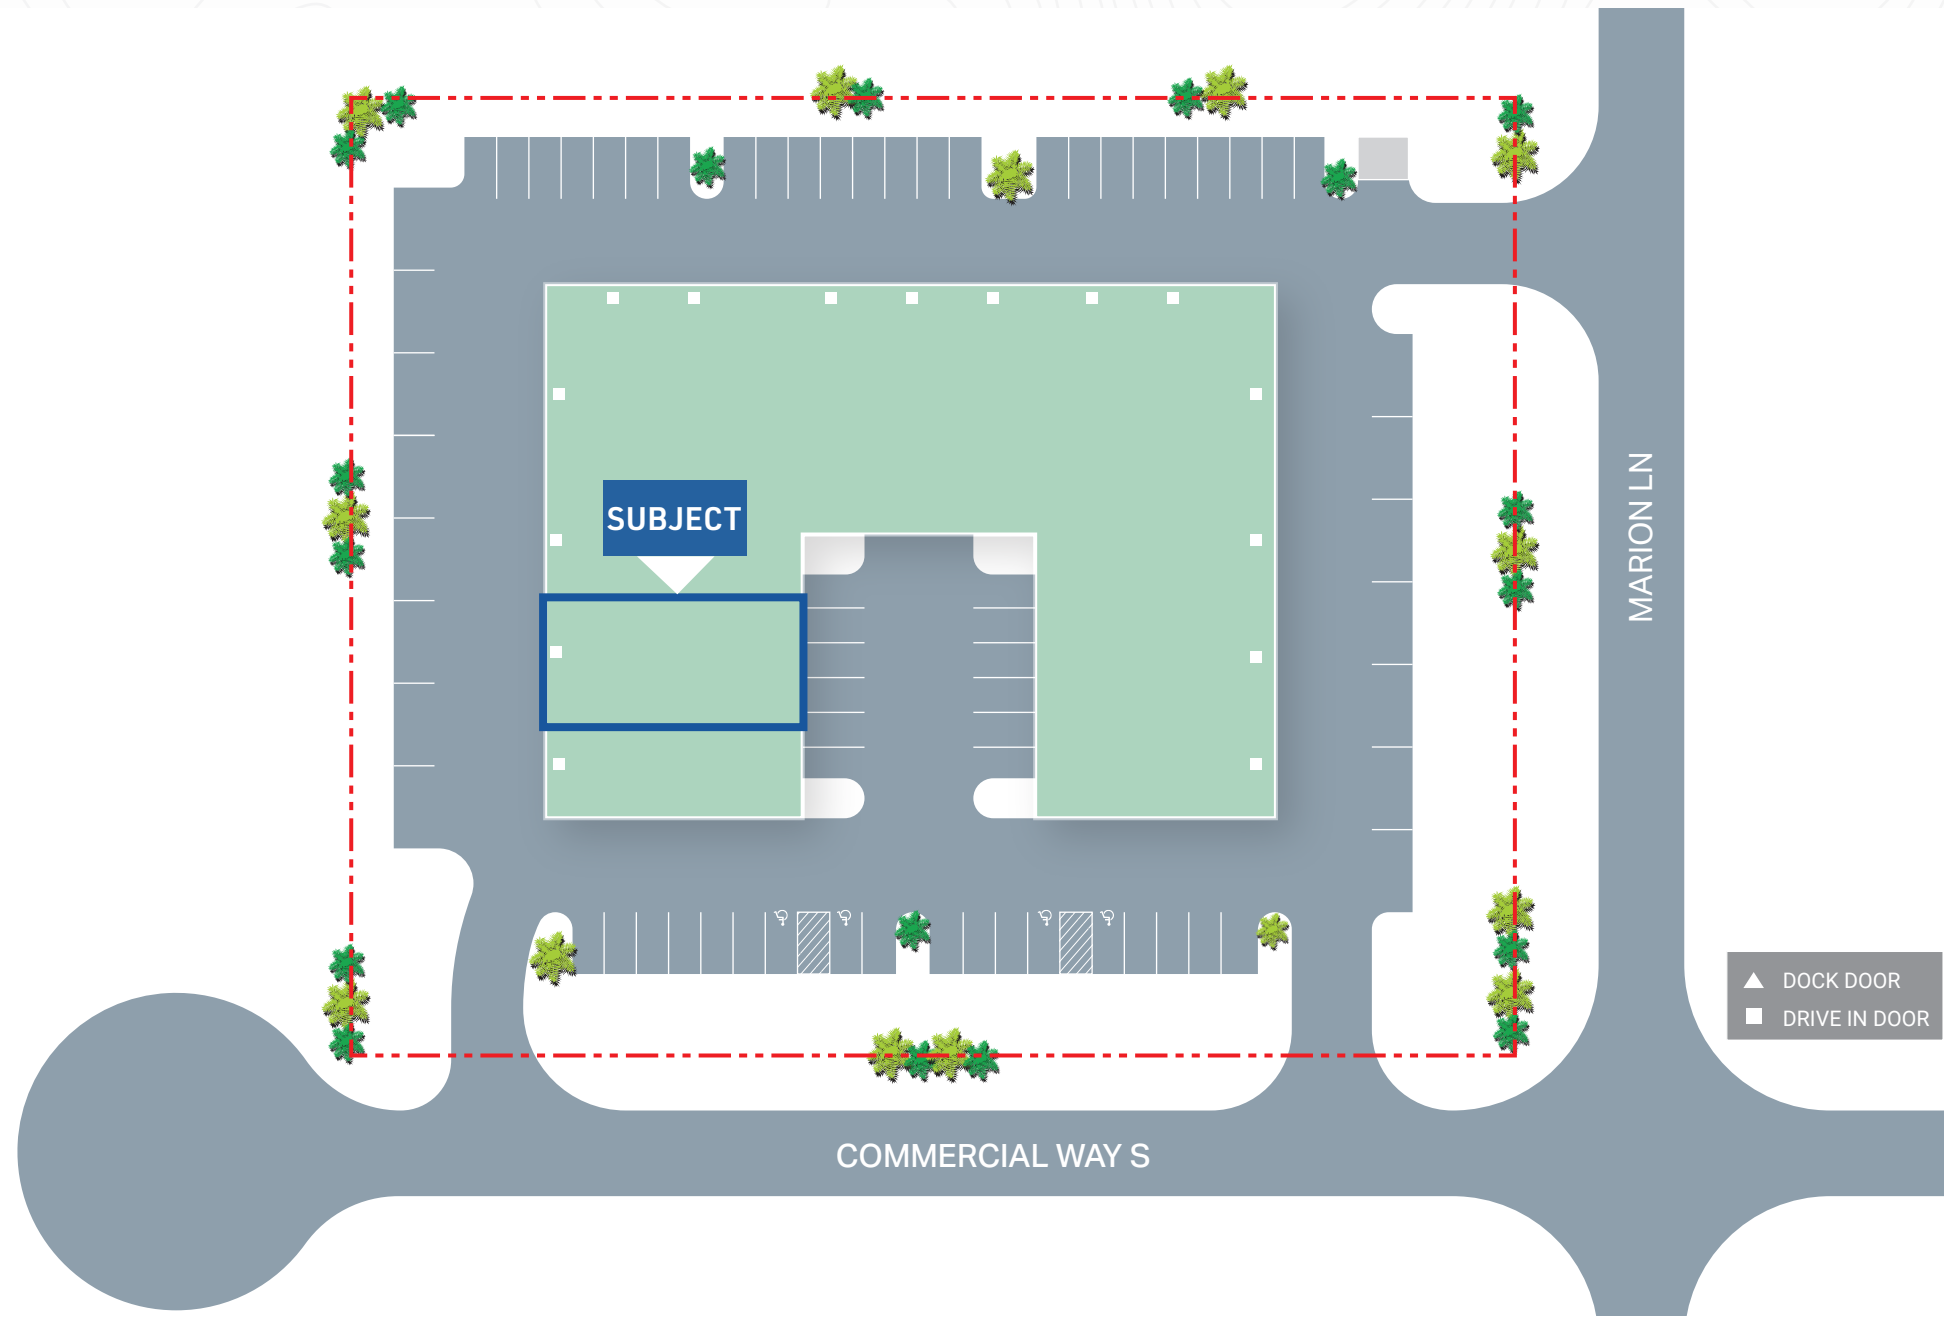 SUBJECT
MARION LN
DOCK DOOR
DRIVE IN DOOR
COMMERCIAL WAY S